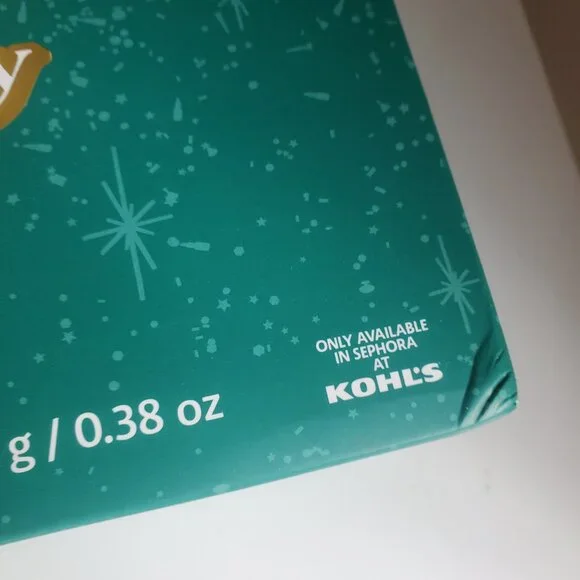 y
ONLY AVAILABLE
IN SEPHORA
AT
KOHL'S
g / 0.38 oz